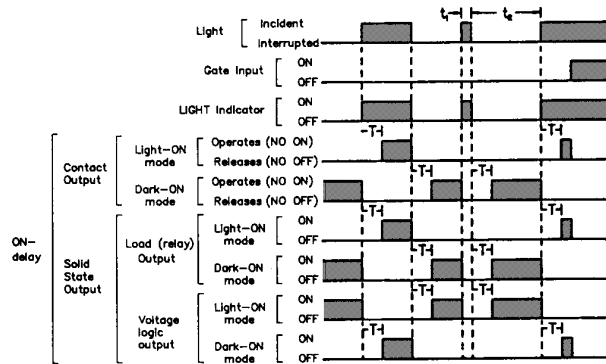 t₁ t₂
Light Incident
Interrupted
Gate Input ON
OFF
LIGHT Indicator ON
OFF
T T
ON-delay
Contact Output
Light-ON mode
Operates (NO ON)
Releases (NO OFF)
T T
Dark-ON mode
Operates (NO ON)
Releases (NO OFF)
T T
Solid State Output
Load (relay) Output
Light-ON mode
ON
OFF
T T
Dark-ON mode
ON
OFF
T T
Voltage logic output
Light-ON mode
ON
OFF
T T
Dark-ON mode
ON
OFF